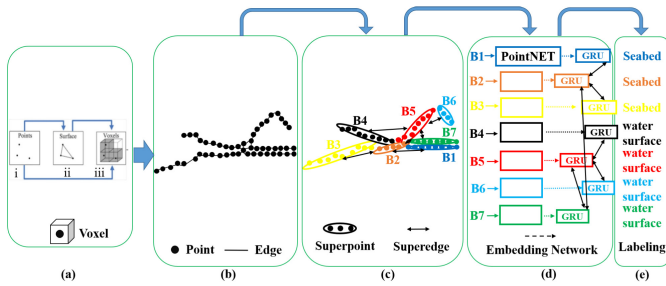 Points
Surface
Voxels
i
ii
iii
Voxel
(a)
Point
Edge
(b)
B6
B5
B4
B7
B3
B2
B1
Superpoint
Superedge
(c)
B1
PointNET
GRU
Seabed
B2
GRU
Seabed
B3
GRU
Seabed
B4
GRU
water
surface
B5
GRU
water
surface
B6
GRU
water
surface
B7
GRU
water
surface
Embedding Network
Labeling
(d)
(e)